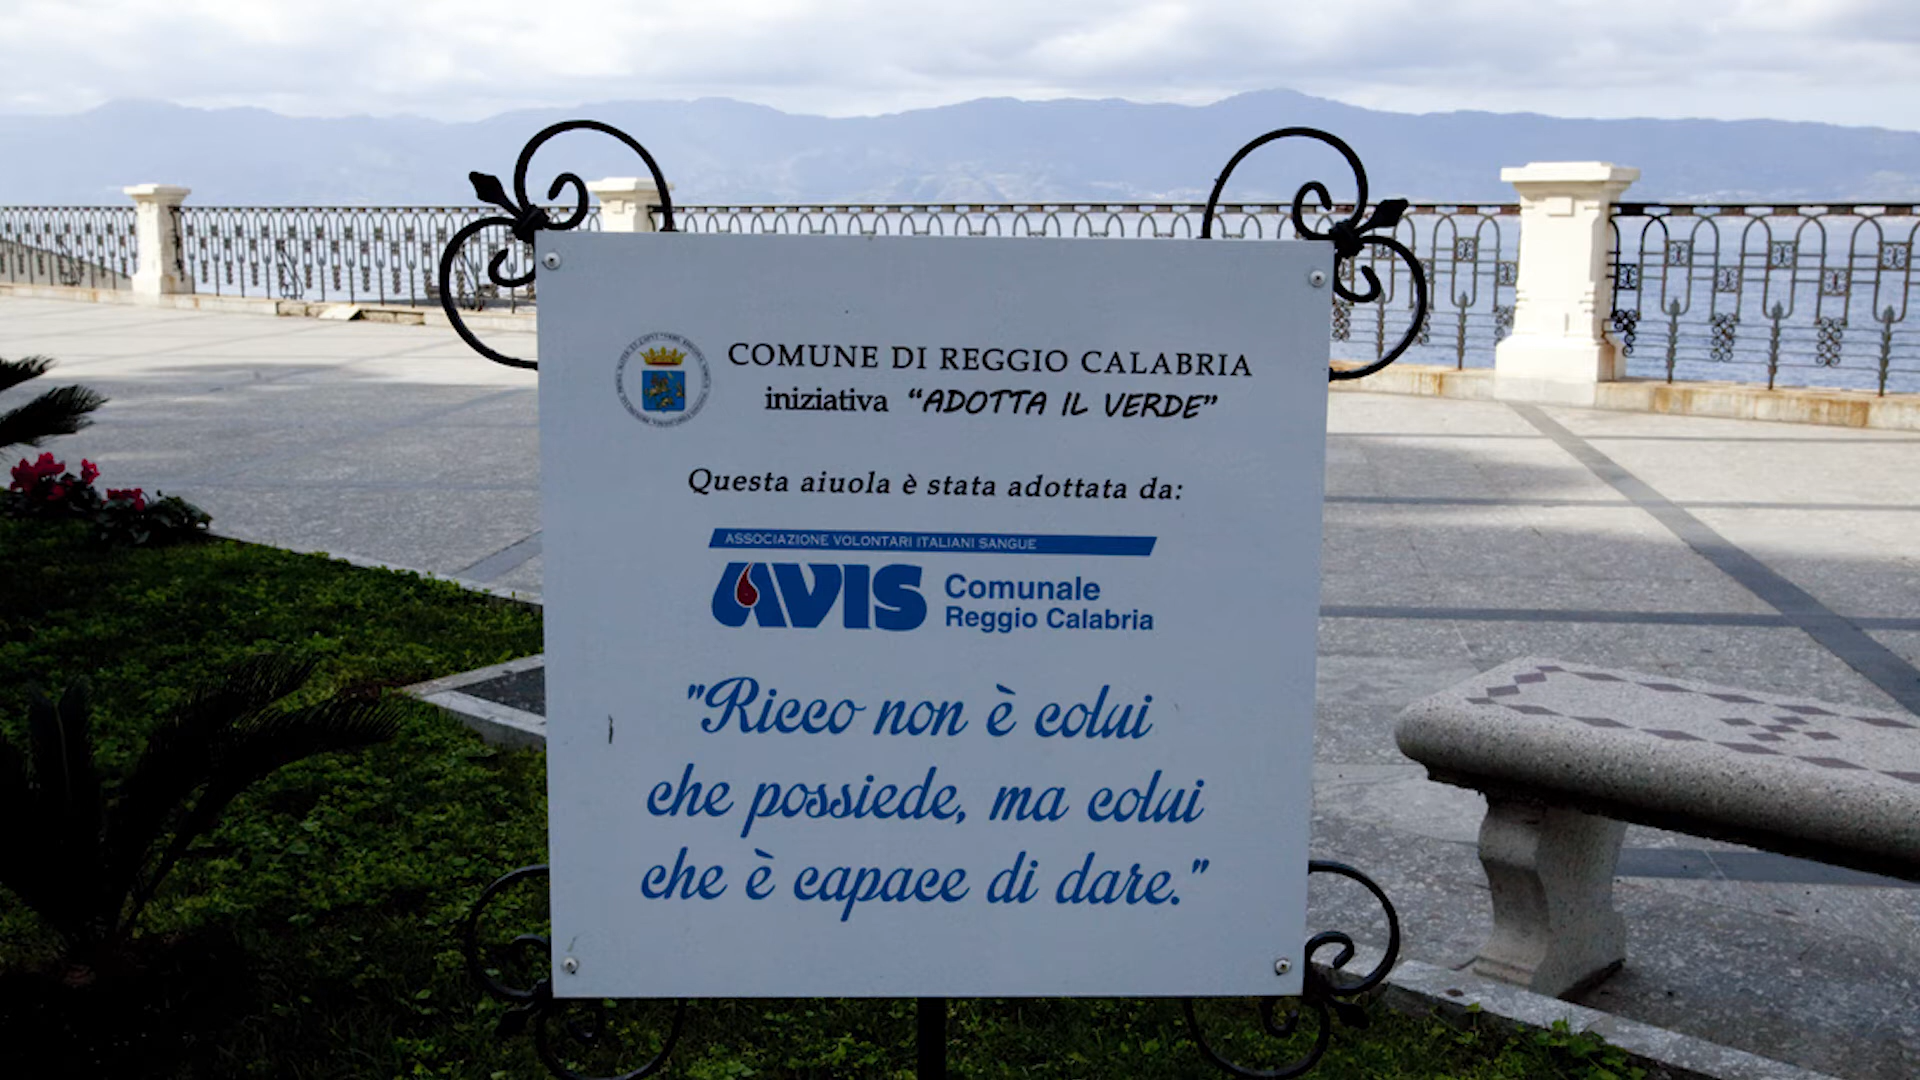 COMUNE DI REGGIO CALABRIA
iniziativa "ADOTTA IL VERDE"
Questa aiuola è stata adottata da:
ASSOCIAZIONE VOLONTARI ITALIANI SANGUE
AVIS Comunale
Reggio Calabria
"Ricco non è colui
che possiede, ma colui
che è capace di dare."